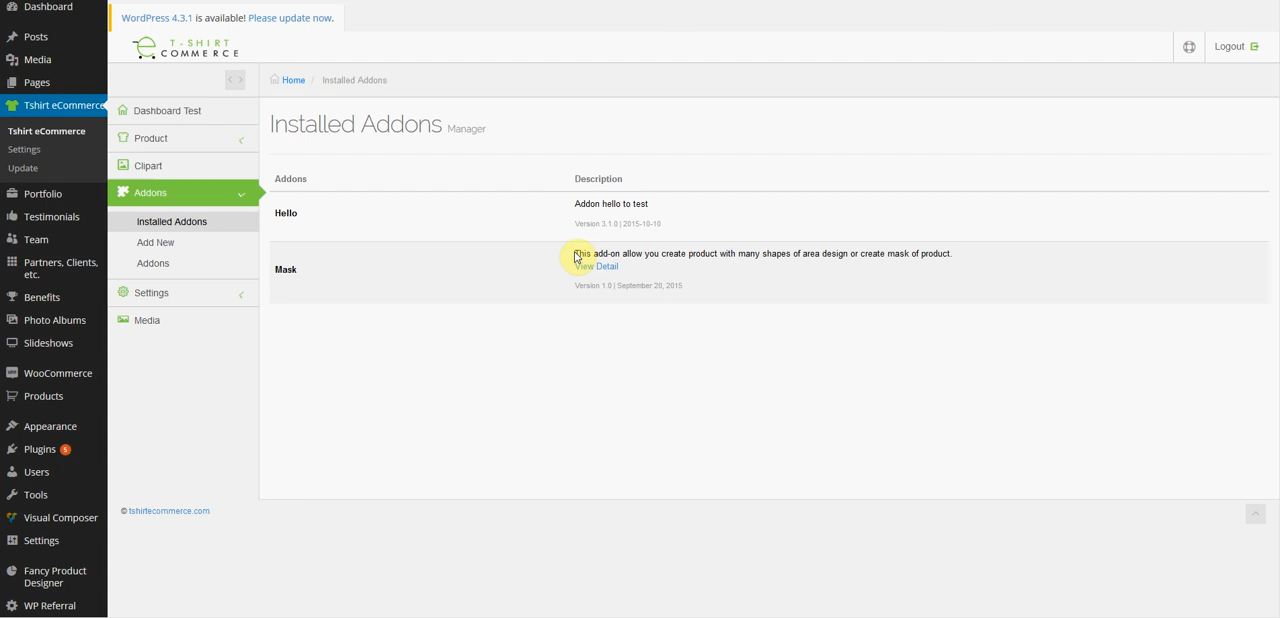 Dashboard
Posts
Media
Pages
Tshirt eCommerce
Tshirt eCommerce
Settings
Update
Portfolio
Testimonials
Team
Partners, Clients,
etc.
Benefits
Photo Albums
Slideshows
WooCommerce
Products
Appearance
Plugins 5
Users
Tools
Visual Composer
Settings
Fancy Product
Designer
WP Referral
WordPress 4.3.1 is available! Please update now.
T-SHIRT
COMMERCE
Logout
Dashboard Test
Product
Clipart
Addons
Installed Addons
Add New
Addons
Settings
Media
Home / Installed Addons
Installed Addons Manager
Addons Description
Hello
Addon hello to test
Version 3.1.0 | 2015-10-10
Mask
This add-on allow you create product with many shapes of area design or create mask of product.
View Detail
Version 1.0 | September 20, 2015
© tshirtecommerce.com